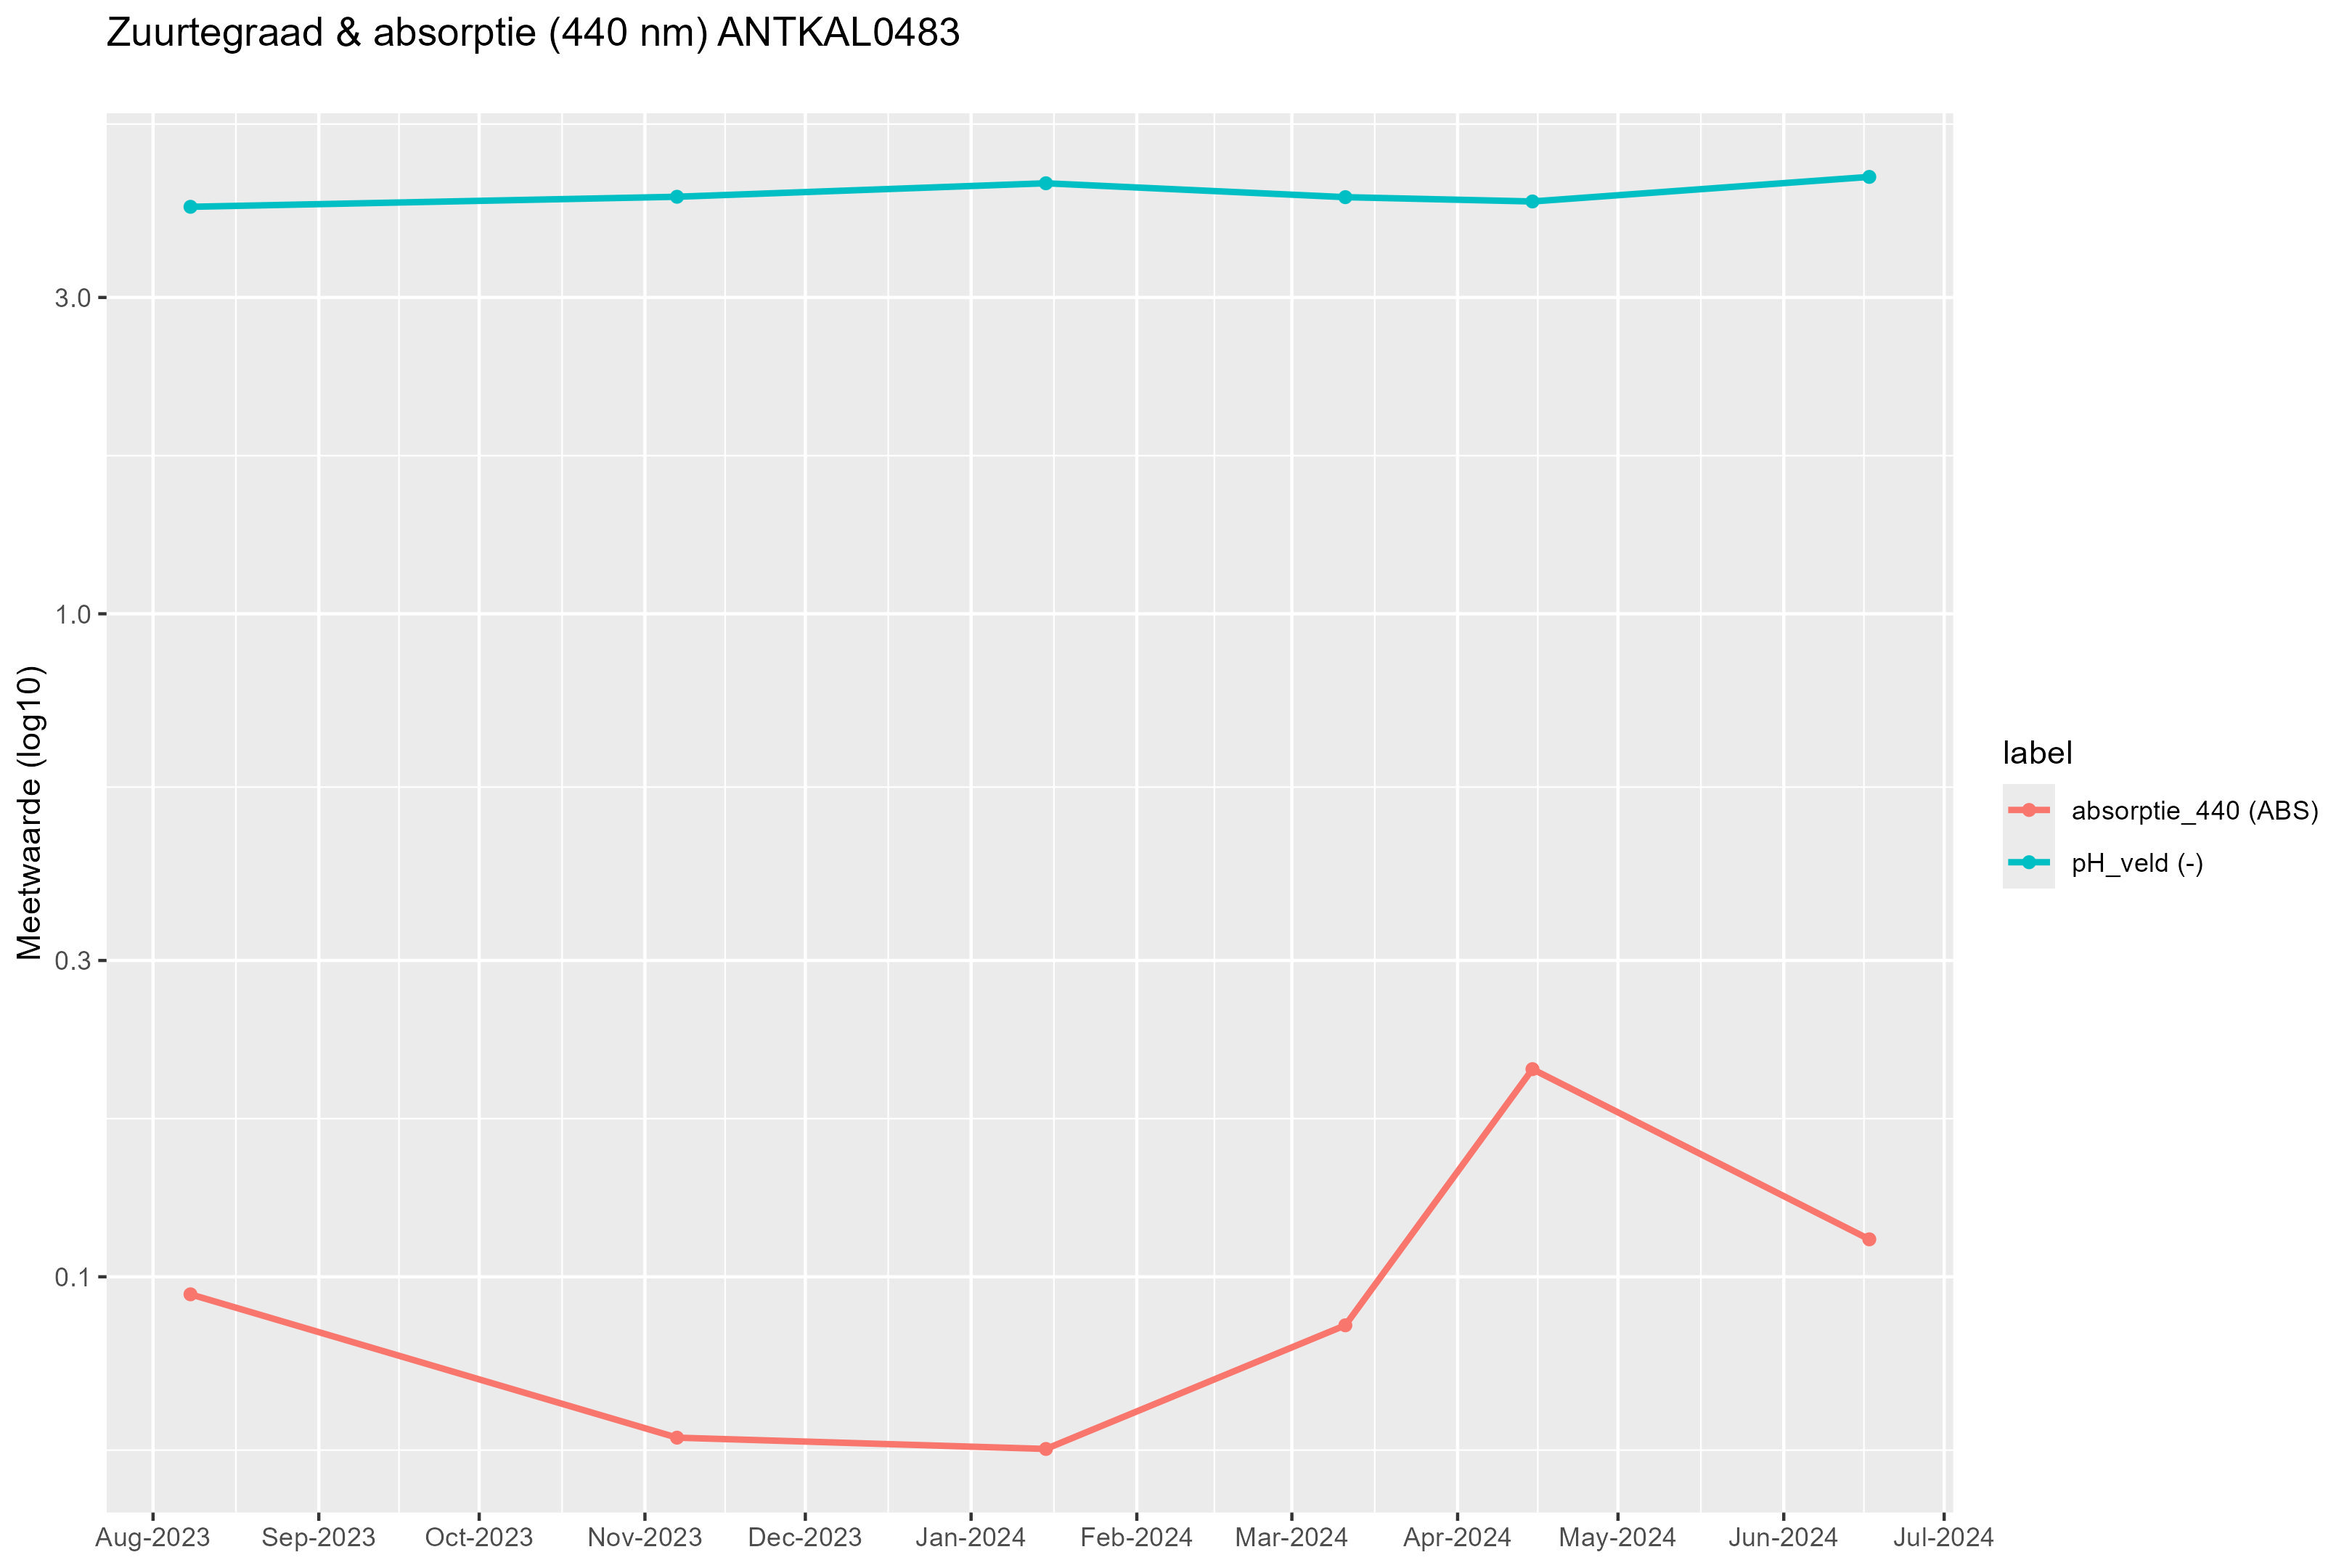 Zuurtegraad & absorptie (440 nm) ANTKAL0483
Meetwaarde (log10)
3.0
1.0
0.3
0.1
Aug-2023 Sep-2023 Oct-2023 Nov-2023 Dec-2023 Jan-2024 Feb-2024 Mar-2024 Apr-2024 May-2024 Jun-2024 Jul-2024
label
absorptie_440 (ABS)
pH_veld (-)